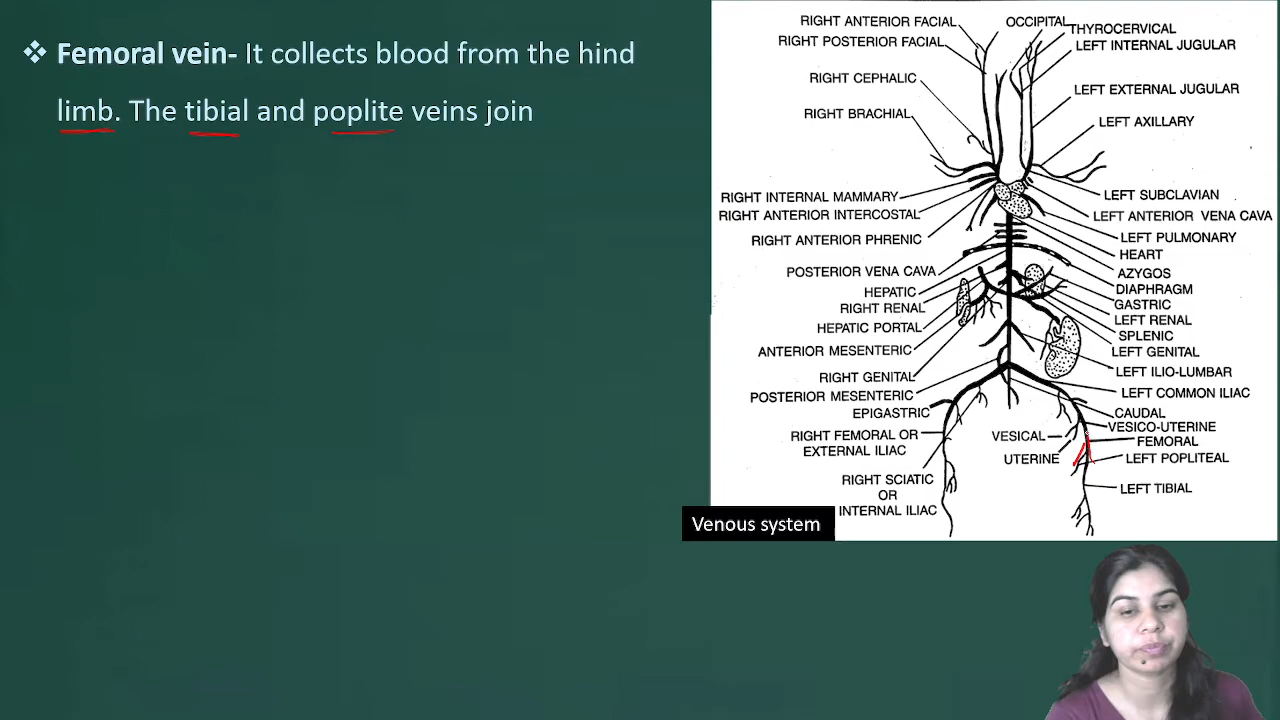 ❖ Femoral vein- It collects blood from the hind
limb. The tibial and poplite veins join
RIGHT ANTERIOR FACIAL
RIGHT POSTERIOR FACIAL
RIGHT CEPHALIC
RIGHT BRACHIAL
RIGHT INTERNAL MAMMARY
RIGHT ANTERIOR INTERCOSTAL
RIGHT ANTERIOR PHRENIC
POSTERIOR VENA CAVA
HEPATIC
RIGHT RENAL
HEPATIC PORTAL
ANTERIOR MESENTERIC
RIGHT GENITAL
POSTERIOR MESENTERIC
EPIGASTRIC
RIGHT FEMORAL OR
EXTERNAL ILIAC
RIGHT SCIATIC
OR
INTERNAL ILIAC
VESICAL
UTERINE
OCCIPITAL
THYROCERVICAL
LEFT INTERNAL JUGULAR
LEFT EXTERNAL JUGULAR
LEFT AXILLARY
LEFT SUBCLAVIAN
LEFT ANTERIOR VENA CAVA
LEFT PULMONARY
HEART
AZYGOS
DIAPHRAGM
GASTRIC
LEFT RENAL
SPLENIC
LEFT GENITAL
LEFT ILIO-LUMBAR
LEFT COMMON ILIAC
CAUDAL
VESICO-UTERINE
FEMORAL
LEFT POPLITEAL
LEFT TIBIAL
Venous system